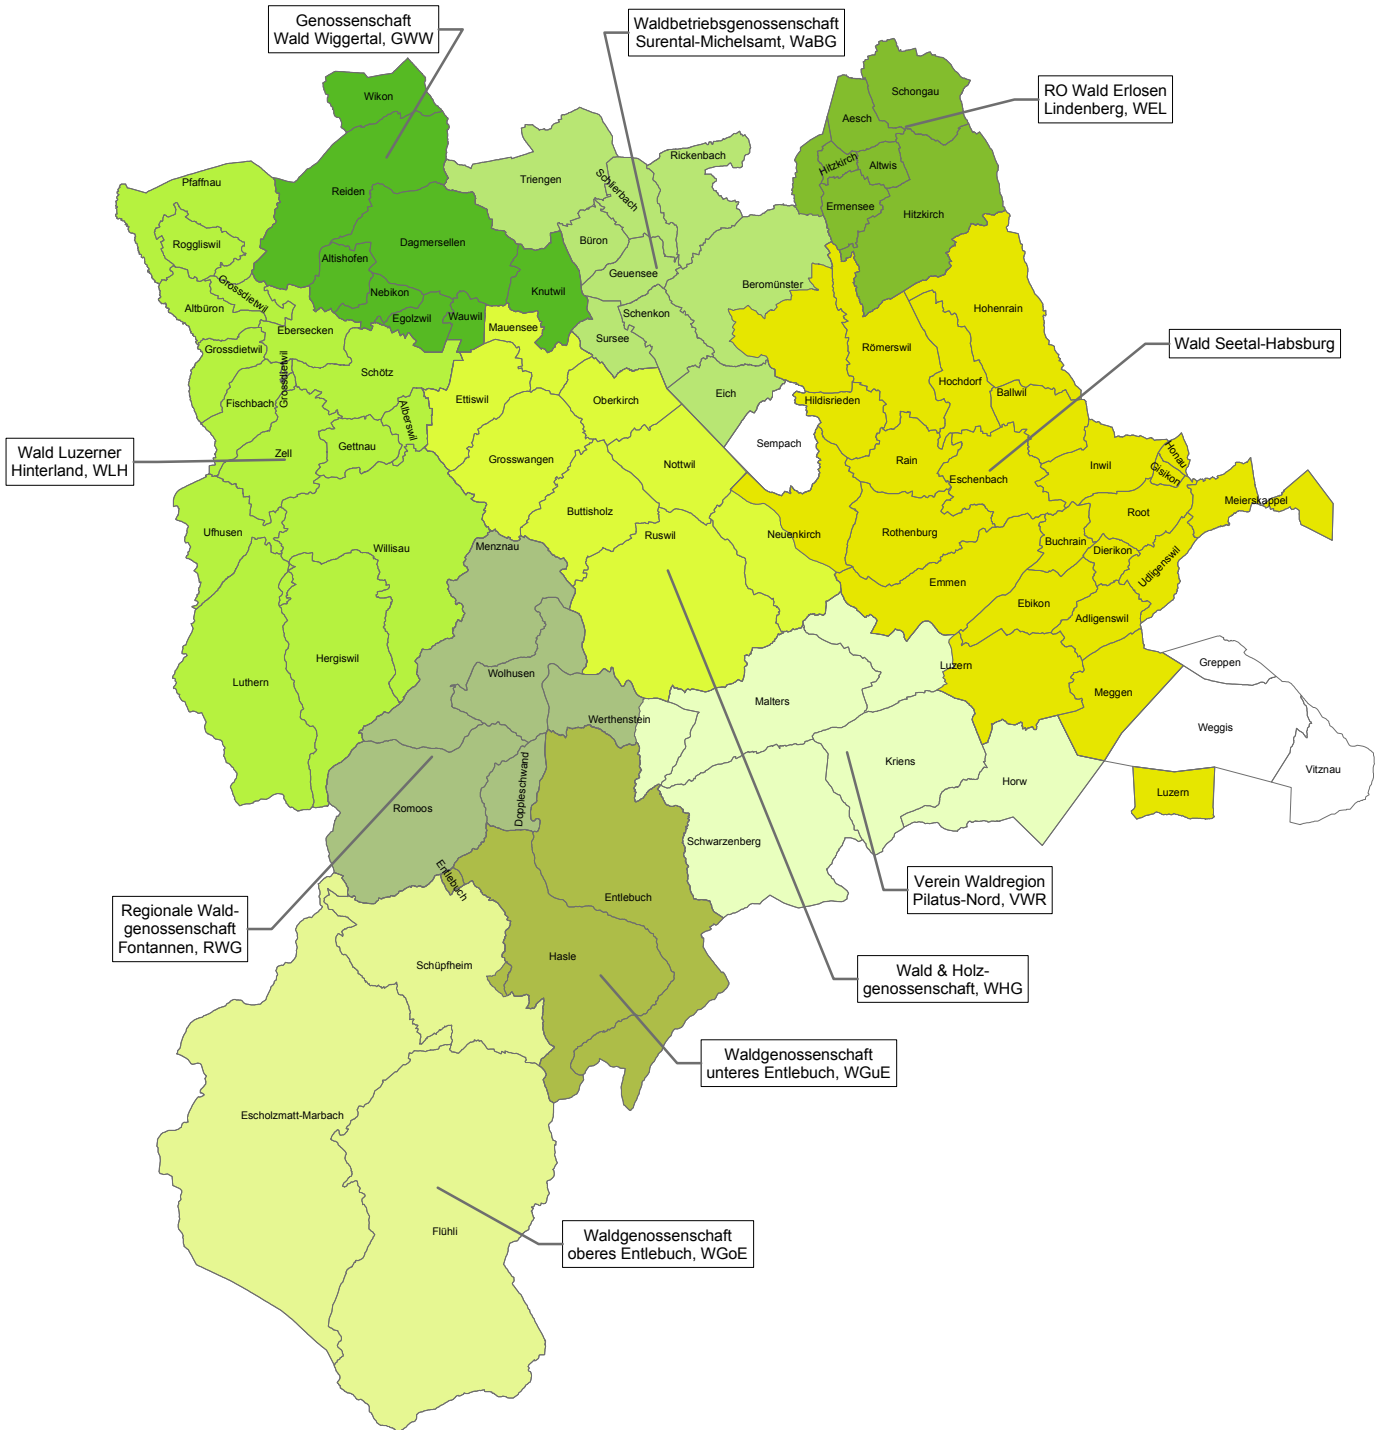 Genossenschaft
Wald Wiggertal, GWW
Waldbetriebsgenossenschaft
Surental-Michelsamt, WaBG
RO Wald Erlosen
Lindenberg, WEL
Wald Seetal-Habsburg
Wald Luzerner
Hinterland, WLH
Verein Waldregion
Pilatus-Nord, VWR
Regionale Wald-
genossenschaft
Fontannen, RWG
Wald & Holz-
genossenschaft, WHG
Waldgenossenschaft
unteres Entlebuch, WGuE
Waldgenossenschaft
oberes Entlebuch, WGoE
Wikon
Schongau
Aesch
Rickenbach
Hitzkirch
Altwis
Triengen
Schlierbach
Pfaffnau
Reiden
Ermensee
Hitzkirch
Roggliswil
Dagmersellen
Büron
Altishofen
Geuensee
Grossdietwil
Nebikon
Knutwil
Beromünster
Altbüron
Egolzwil
Wauwil
Schenkon
Hohenrain
Ebersecken
Mauensee
Sursee
Römerswil
Grossdietwil
Grossdietwil
Schötz
Hochdorf
Fischbach
Alberswil
Ettiswil
Oberkirch
Eich
Hildisrieden
Ballwil
Zell
Gettnau
Grosswangen
Nottwil
Sempach
Rain
Eschenbach
Inwil
Honau
Gisikon
Meierskappel
Buttisholz
Root
Ufhusen
Willisau
Menznau
Ruswil
Neuenkirch
Rothenburg
Buchrain
Dierikon
Udligenswil
Emmen
Ebikon
Adligenswil
Hergiswil
Luthern
Wolhusen
Luzern
Greppen
Malters
Meggen
Werthenstein
Weggis
Kriens
Vitznau
Horw
Luzern
Doppleschwand
Romoos
Schwarzenberg
Entlebuch
Entlebuch
Hasle
Schüpfheim
Escholzmatt-Marbach
Flühli